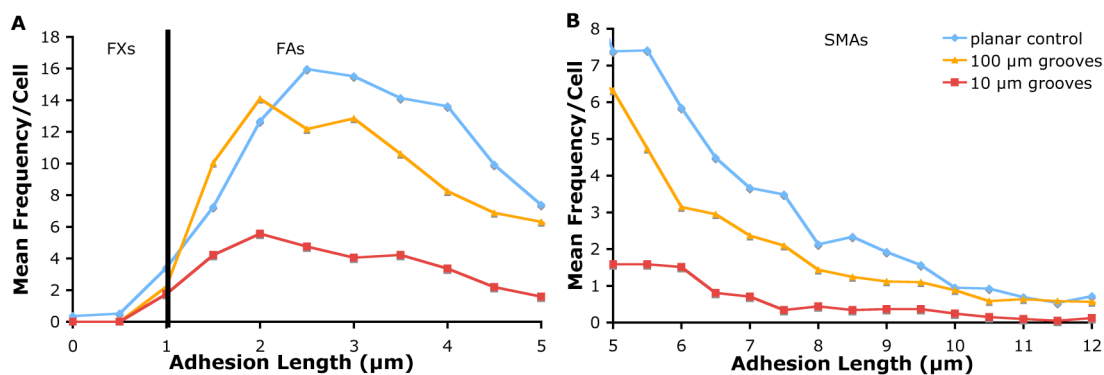 A
FXs
FAs
Mean Frequency/Cell
18
16
14
12
10
8
6
4
2
0
0 1 2 3 4 5
Adhesion Length (µm)
B
SMAs
planar control
100 µm grooves
10 µm grooves
Mean Frequency/Cell
8
7
6
5
4
3
2
1
0
5 6 7 8 9 10 11 12
Adhesion Length (µm)